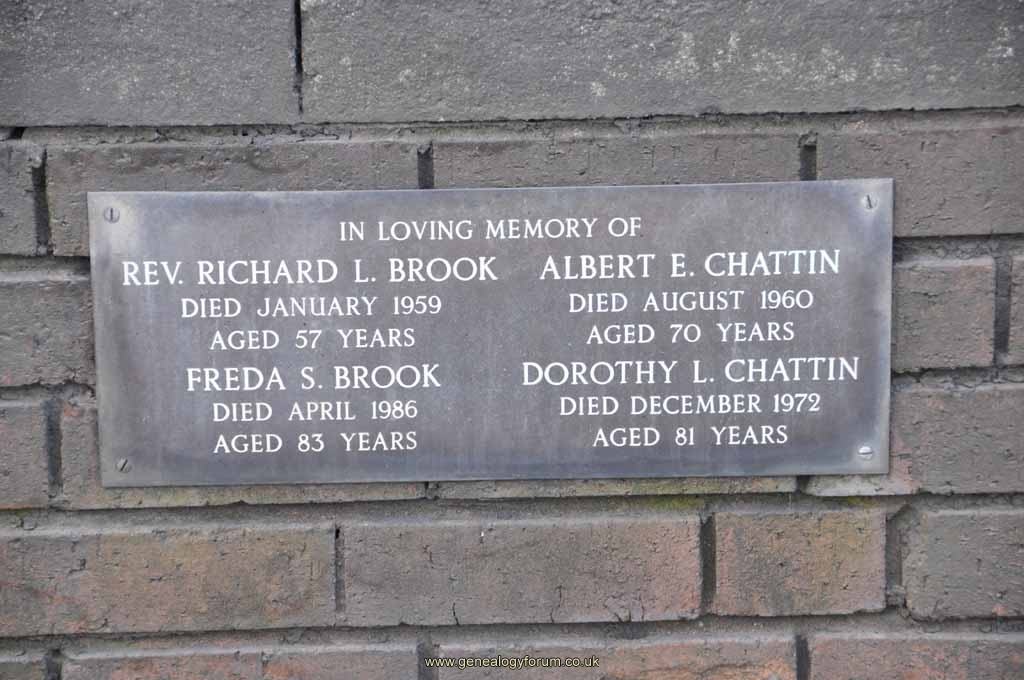 IN LOVING MEMORY OF
REV. RICHARD L. BROOK
DIED JANUARY 1959
AGED 57 YEARS
FREDA S. BROOK
DIED APRIL 1986
AGED 83 YEARS
ALBERT E. CHATTIN
DIED AUGUST 1960
AGED 70 YEARS
DOROTHY L. CHATTIN
DIED DECEMBER 1972
AGED 81 YEARS
www.genealogyforum.co.uk